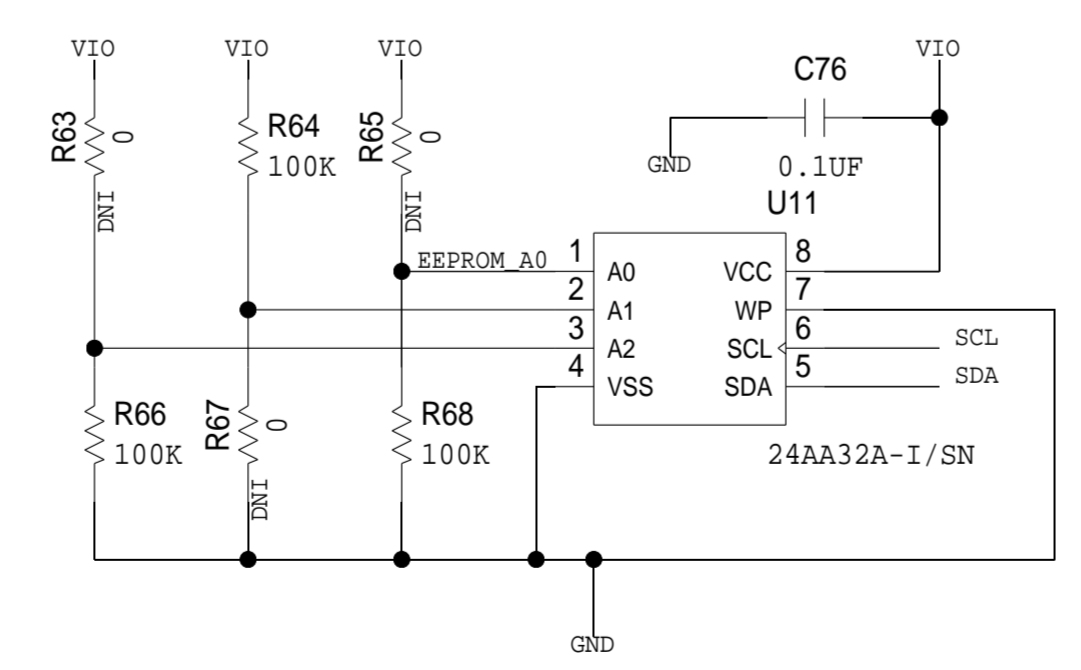 VIO
VIO
VIO
VIO
C76
R63
0
R64
R65
0
100K
GND
0.1UF
DNI
DNI
U11
EEPROM_A0
1
8
A0
VCC
2
7
A1
WP
3
6
SCL
A2
SCL
4
5
SDA
VSS
SDA
R66
R67
0
R68
100K
100K
24AA32A-I/SN
DNI
GND